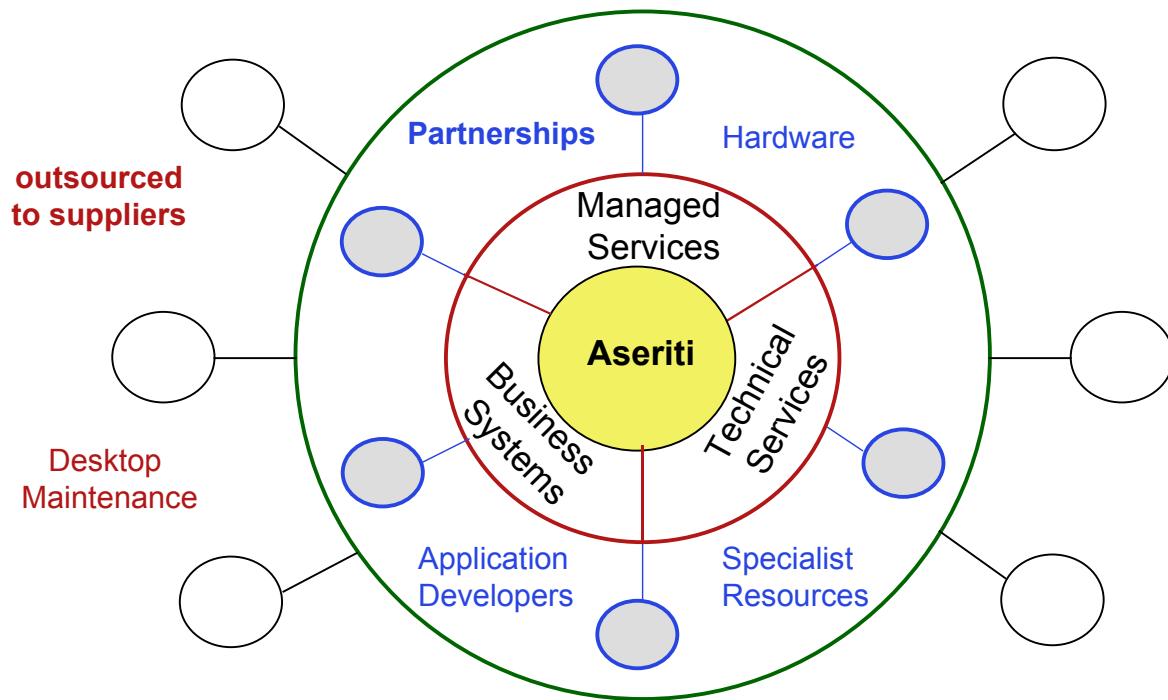 Partnerships
Hardware
outsourced
to suppliers
Managed
Services
Aseriti
Business
Systems
Technical
Services
Desktop
Maintenance
Application
Developers
Specialist
Resources